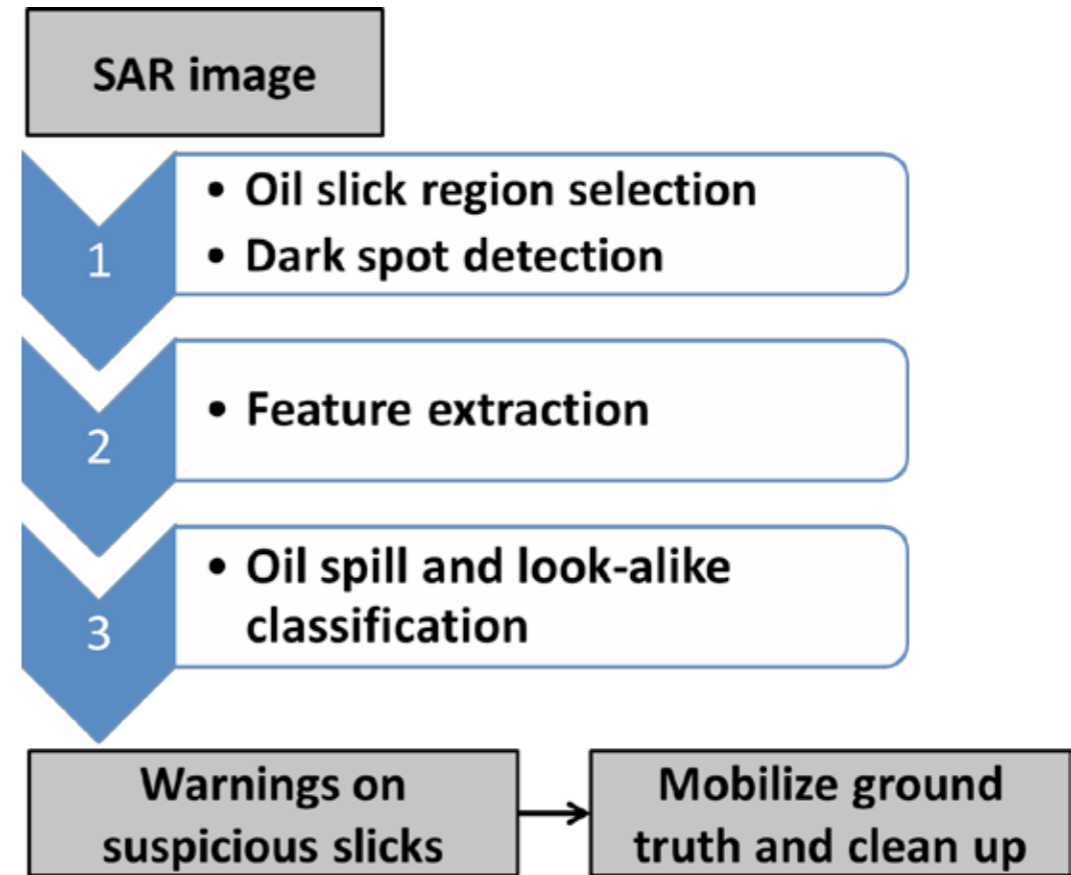 SAR image
1
• Oil slick region selection
• Dark spot detection
2
• Feature extraction
3
• Oil spill and look-alike
classification
Warnings on
suspicious slicks
Mobilize ground
truth and clean up